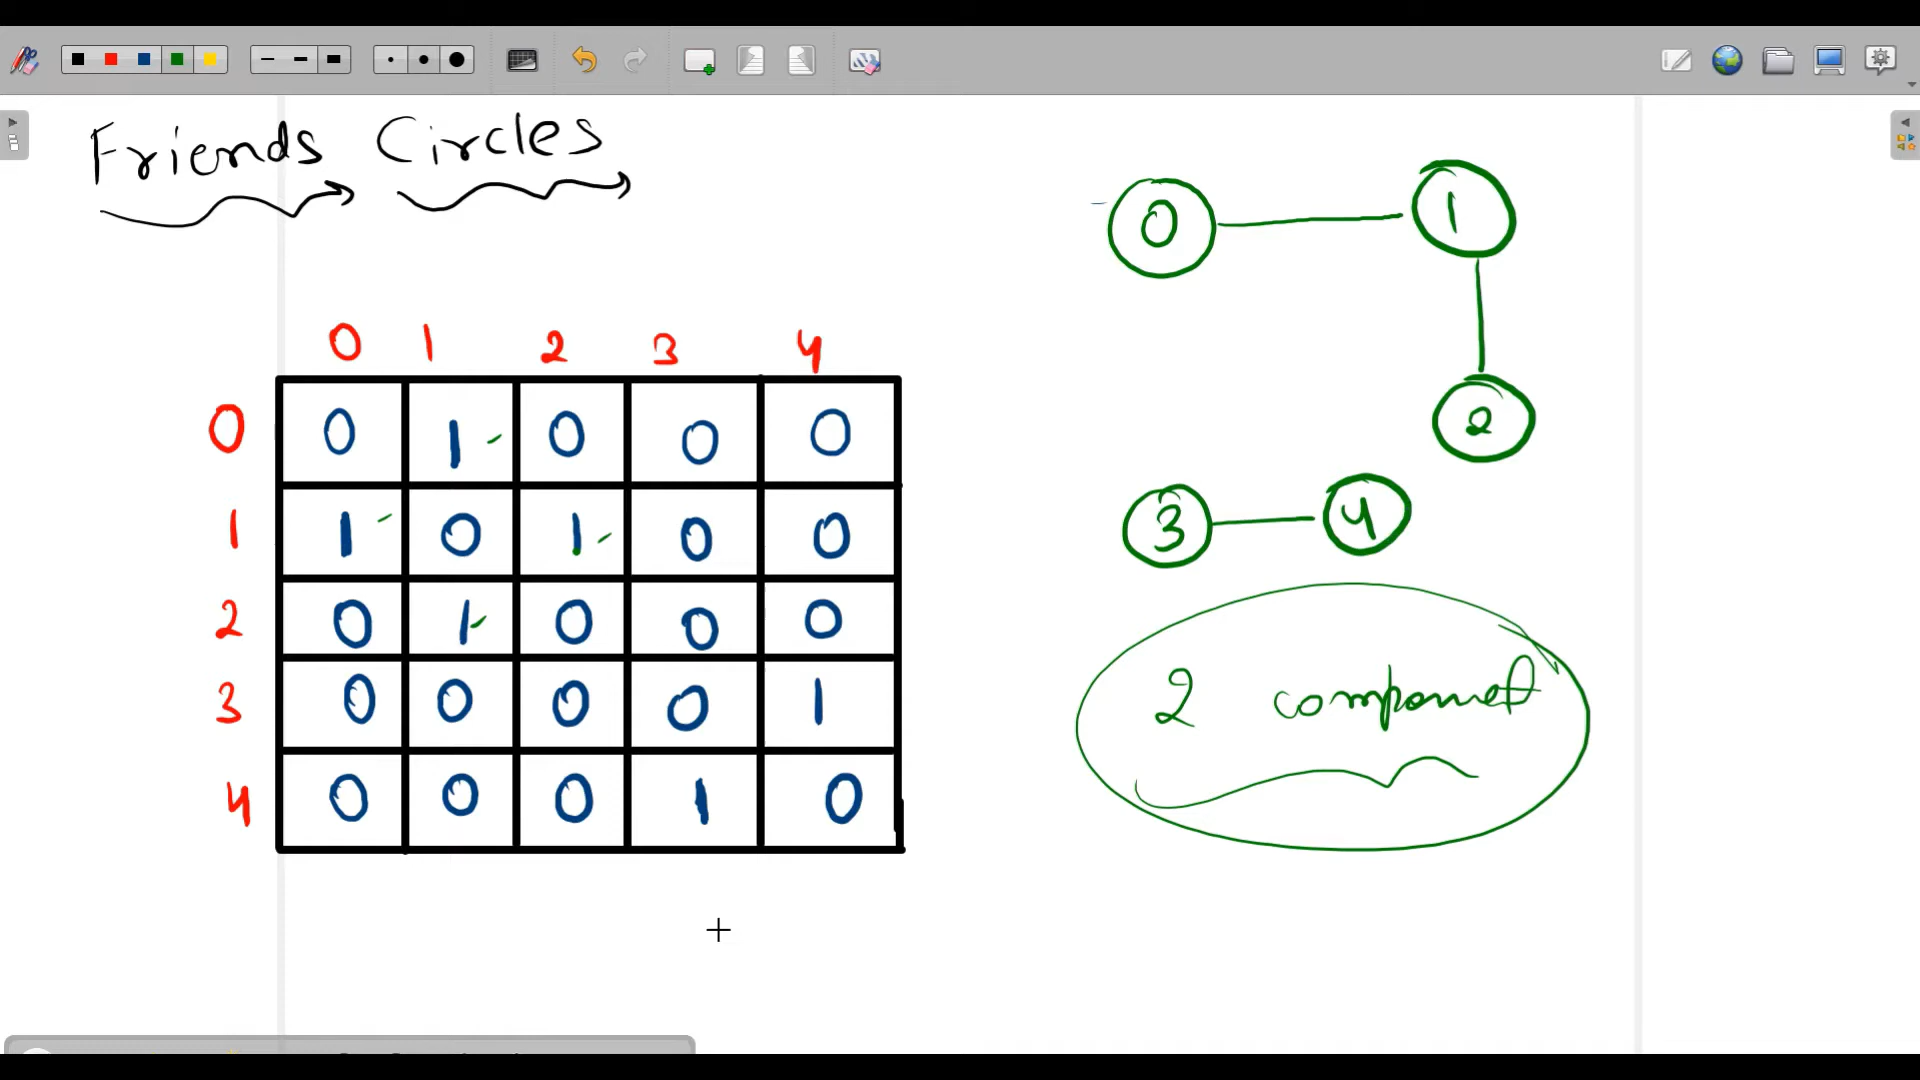 Friends Circles
0 1 2 3 4
0 0 1 0 0 0
1 1 0 1 0 0
2 0 1 0 0 0
3 0 0 0 0 1
4 0 0 0 1 0
0 1
2
3 4
2 component